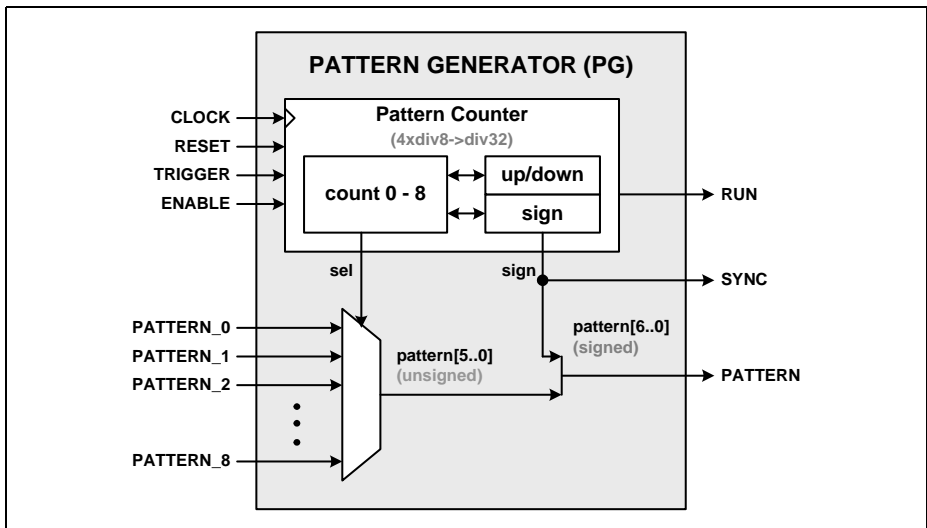 PATTERN GENERATOR (PG)
Pattern Counter
(4xdiv8->div32)
CLOCK
RESET
TRIGGER
ENABLE
count 0 - 8
up/down
sign
RUN
sel
sign
SYNC
PATTERN_0
PATTERN_1
PATTERN_2
PATTERN_8
pattern[5..0]
(unsigned)
pattern[6..0]
(signed)
PATTERN